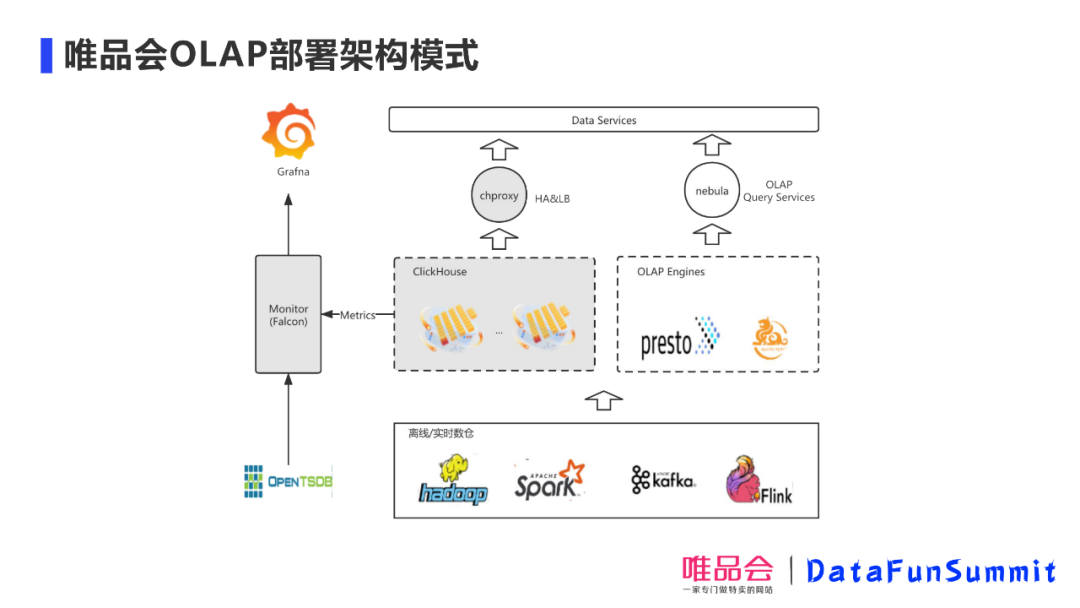 唯品会OLAP部署架构模式
Data Services
Grafna
chproxy
HA&LB
nebula
OLAP
Query Services
ClickHouse
OLAP Engines
Monitor
(Falcon)
Metrics
...
presto
离线/实时数仓
OPENTSDB
hadoop
APACHE
Spark
kafka
Flink
唯品会
一家专门做特卖的网站
DataFunSummit